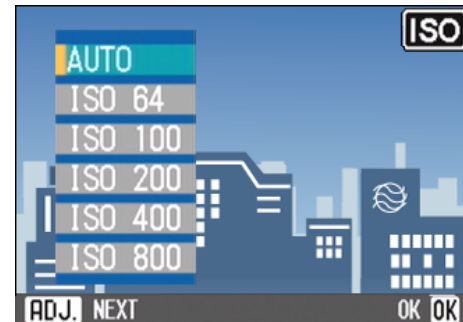 ISO
AUTO
ISO 64
ISO 100
ISO 200
ISO 400
ISO 800
ADJ. NEXT OK OK